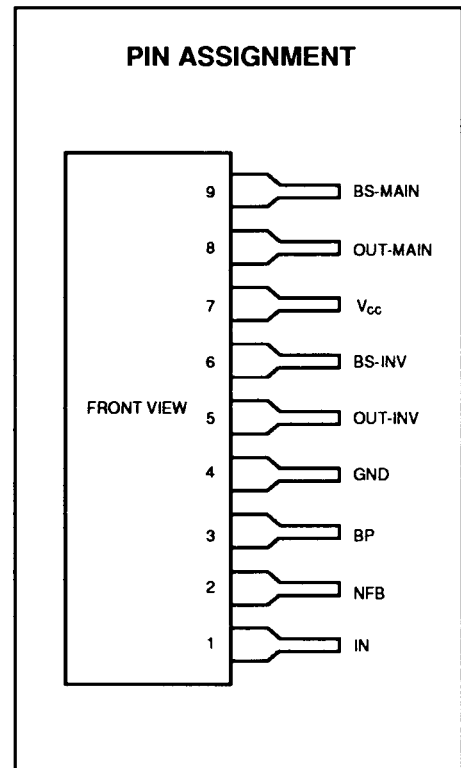 PIN ASSIGNMENT
9 BS-MAIN
8 OUT-MAIN
7 Vcc
6 BS-INV
FRONT VIEW
5 OUT-INV
4 GND
3 BP
2 NFB
1 IN